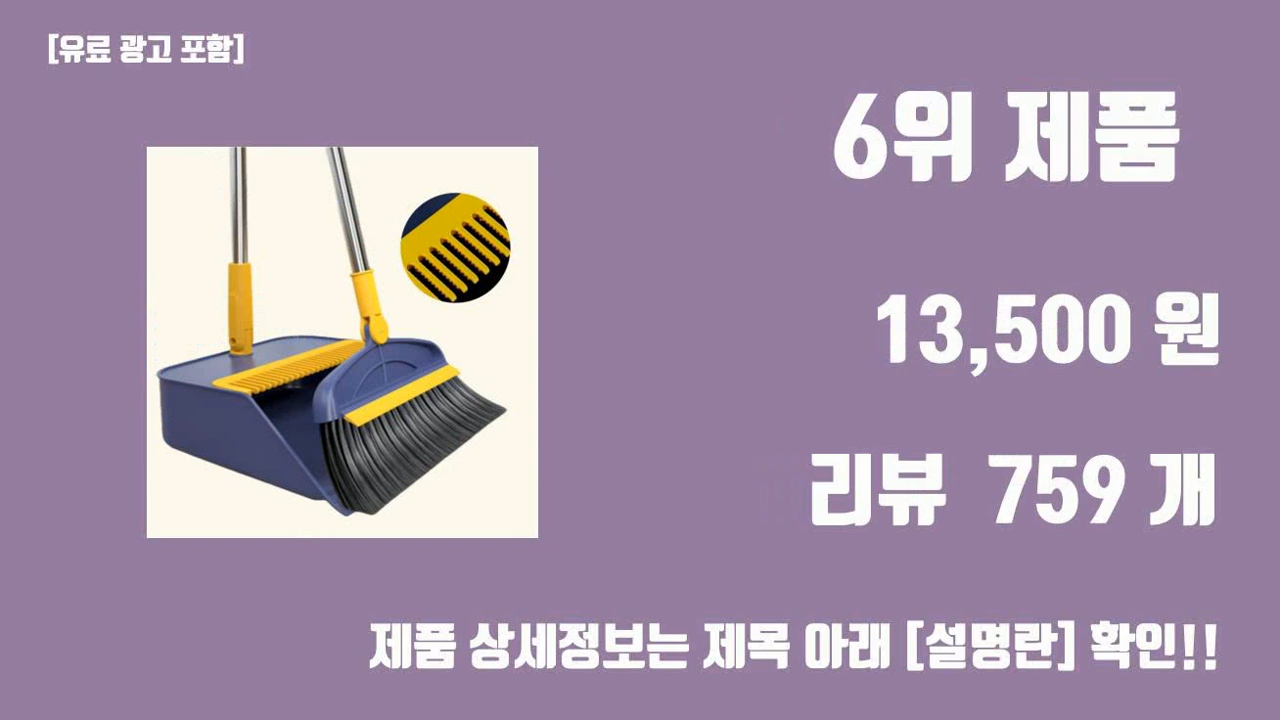 [유료 광고 포함]
6위 제품
13,500 원
리뷰 759 개
제품 상세정보는 제목 아래 [설명란] 확인!!